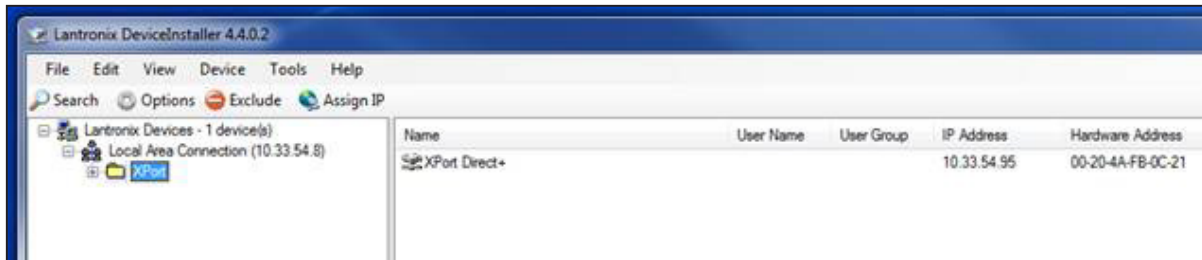 Lantronix DeviceInstaller 4.4.0.2
File Edit View Device Tools Help
Search Options Exclude Assign IP
Lantronix Devices - 1 device(s)
Local Area Connection (10.33.54.8)
XPort
Name User Name User Group IP Address Hardware Address
XPort Direct+ 10.33.54.95 00-20-4A-FB-0C-21